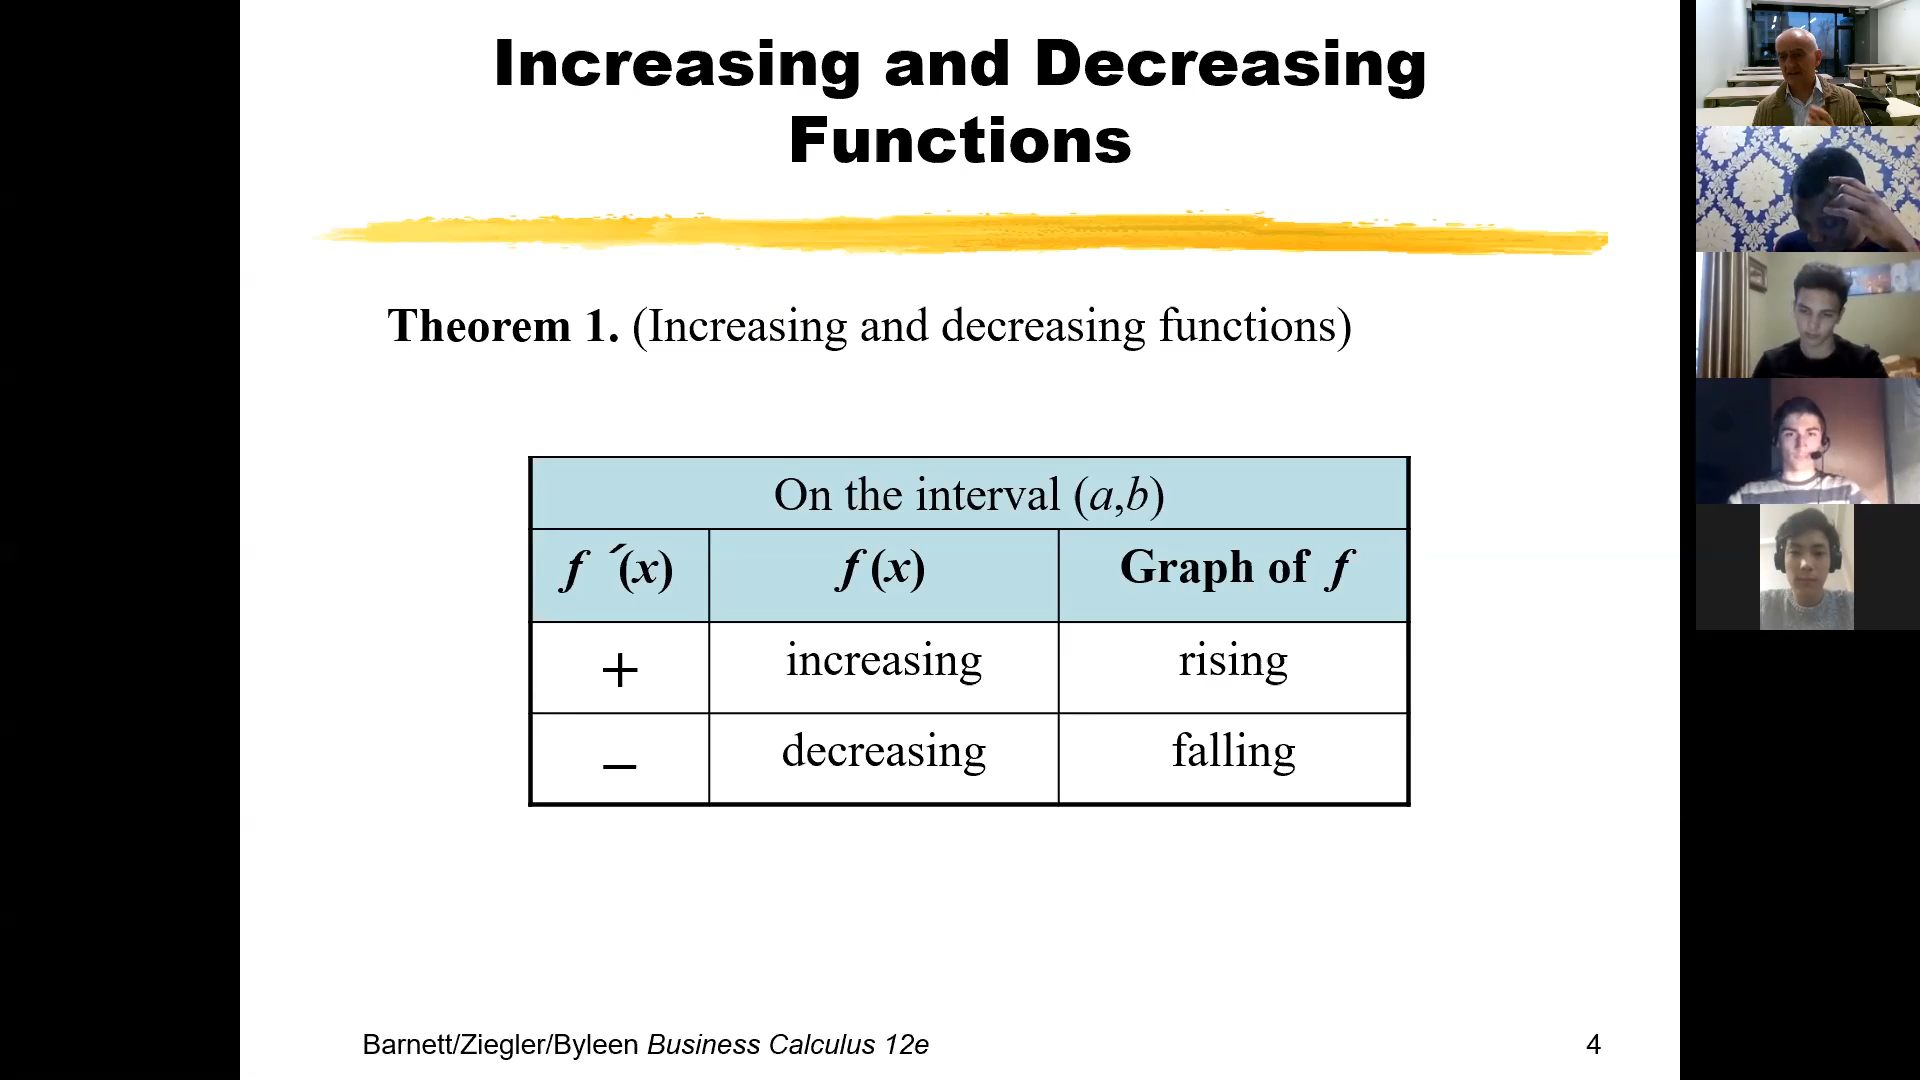 Increasing and Decreasing
Functions
Theorem 1. (Increasing and decreasing functions)
On the interval (a,b)
f ´(x) f (x) Graph of f
+ increasing rising
– decreasing falling
Barnett/Ziegler/Byleen Business Calculus 12e 4